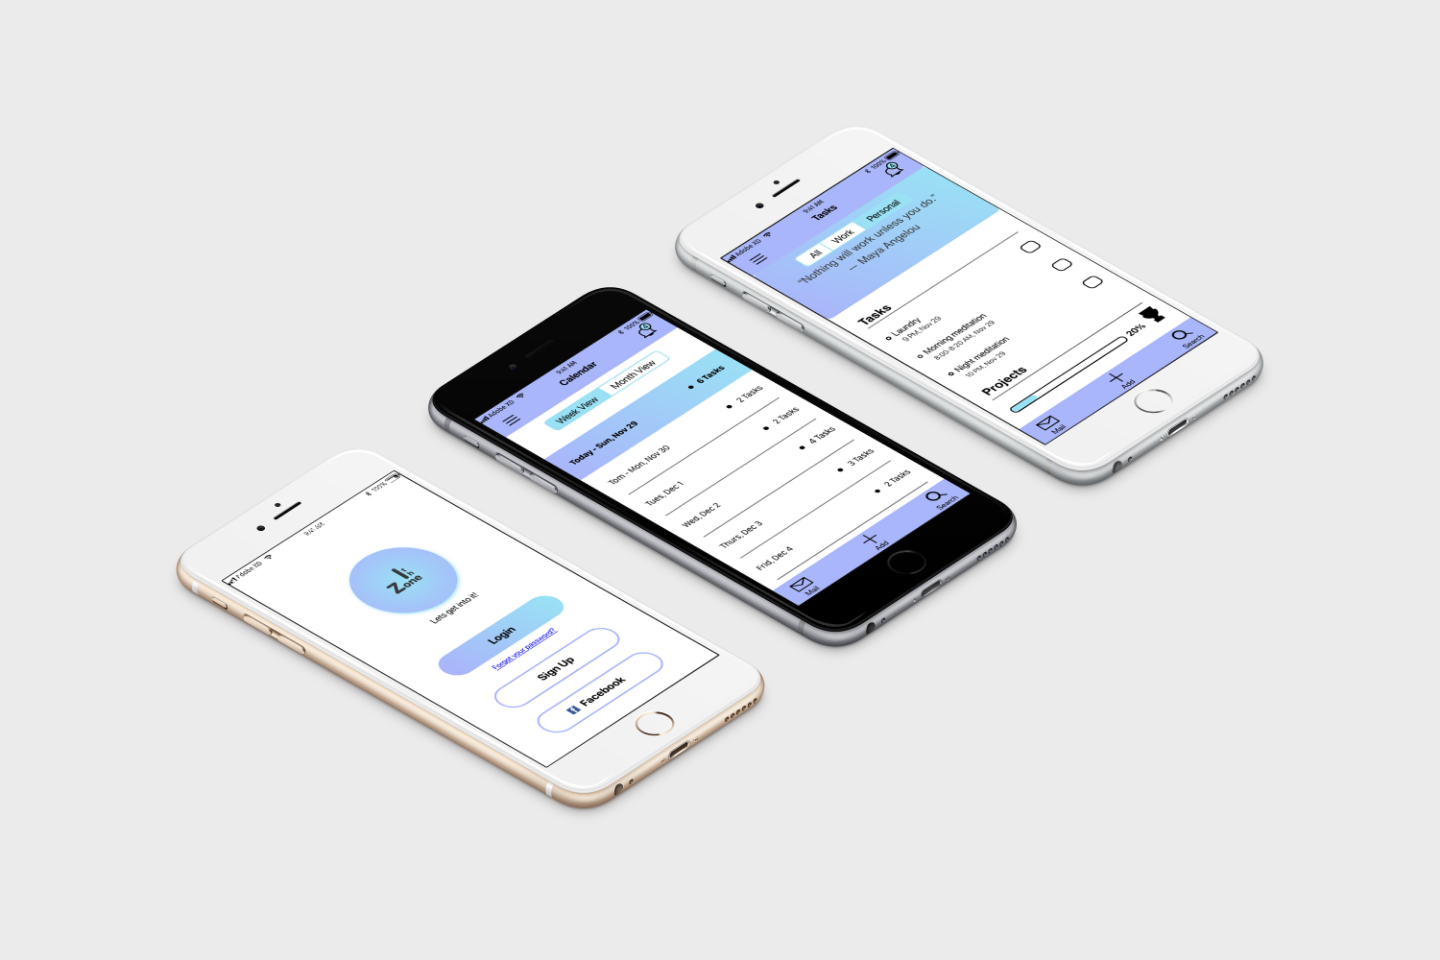 Adobe XD
9:41 AM
100%
Zone
Lets get into it!
Login
Forgot your password?
Sign Up
Facebook
Adobe XD
9:41 AM
100%
Calendar
Week View Month View
Today - Sun, Nov 29 6 Tasks
Tom - Mon, Nov 30 2 Tasks
Tues, Dec 1 2 Tasks
Wed, Dec 2 4 Tasks
Thurs, Dec 3 3 Tasks
Frid, Dec 4 2 Tasks
Mail Add Search
Adobe XD
9:41 AM
100%
Tasks
All Work Personal
"Nothing will work unless you do."
— Maya Angelou
Tasks
Laundry
9 PM, Nov 29
Morning meditation
8:00-8:20 AM, Nov 29
Night meditation
10 PM, Nov 29
Projects
20%
Mail Add Search